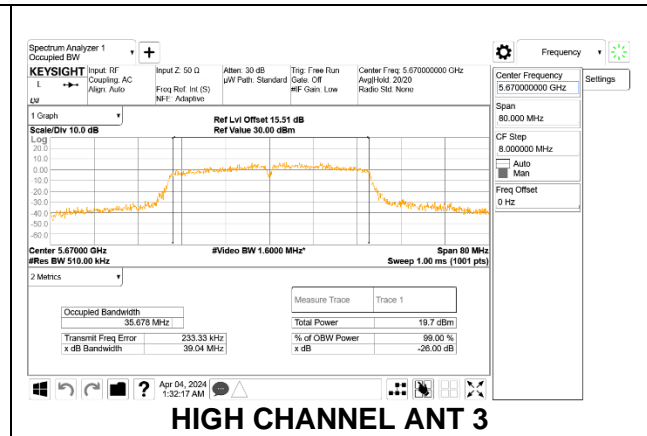 Spectrum Analyzer 1
Occupied BW
Frequency
KEYSIGHT
Input: RF
Coupling: AC
Align: Auto
Input Z: 50 Ω
Freq Ref: Int (S)
NFE: Adaptive
Atten: 30 dB
µW Path: Standard
Trig: Free Run
Gate: Off
#IF Gain: Low
Center Freq: 5.670000000 GHz
Avg|Hold: 20/20
Radio Std: None
Center Frequency
5.67000000 GHz
Settings
Span
80.000 MHz
CF Step
8.000000 MHz
Auto
Man
Freq Offset
0 Hz
1 Graph
Ref Lvl Offset 15.51 dB
Scale/Div 10.0 dB
Ref Value 30.00 dBm
Log
20.0
10.0
0.00
-10.0
-20.0
-30.0
-40.0
-50.0
-60.0
Center 5.67000 GHz
#Video BW 1.6000 MHz*
Span 80 MHz
#Res BW 510.00 kHz
Sweep 1.00 ms (1001 pts)
2 Metrics
Measure Trace
Trace 1
Occupied Bandwidth
35.678 MHz
Total Power
19.7 dBm
Transmit Freq Error
233.33 kHz
% of OBW Power
99.00 %
x dB Bandwidth
39.04 MHz
x dB
-26.00 dB
Apr 04, 2024
1:32:17 AM
HIGH CHANNEL ANT 3